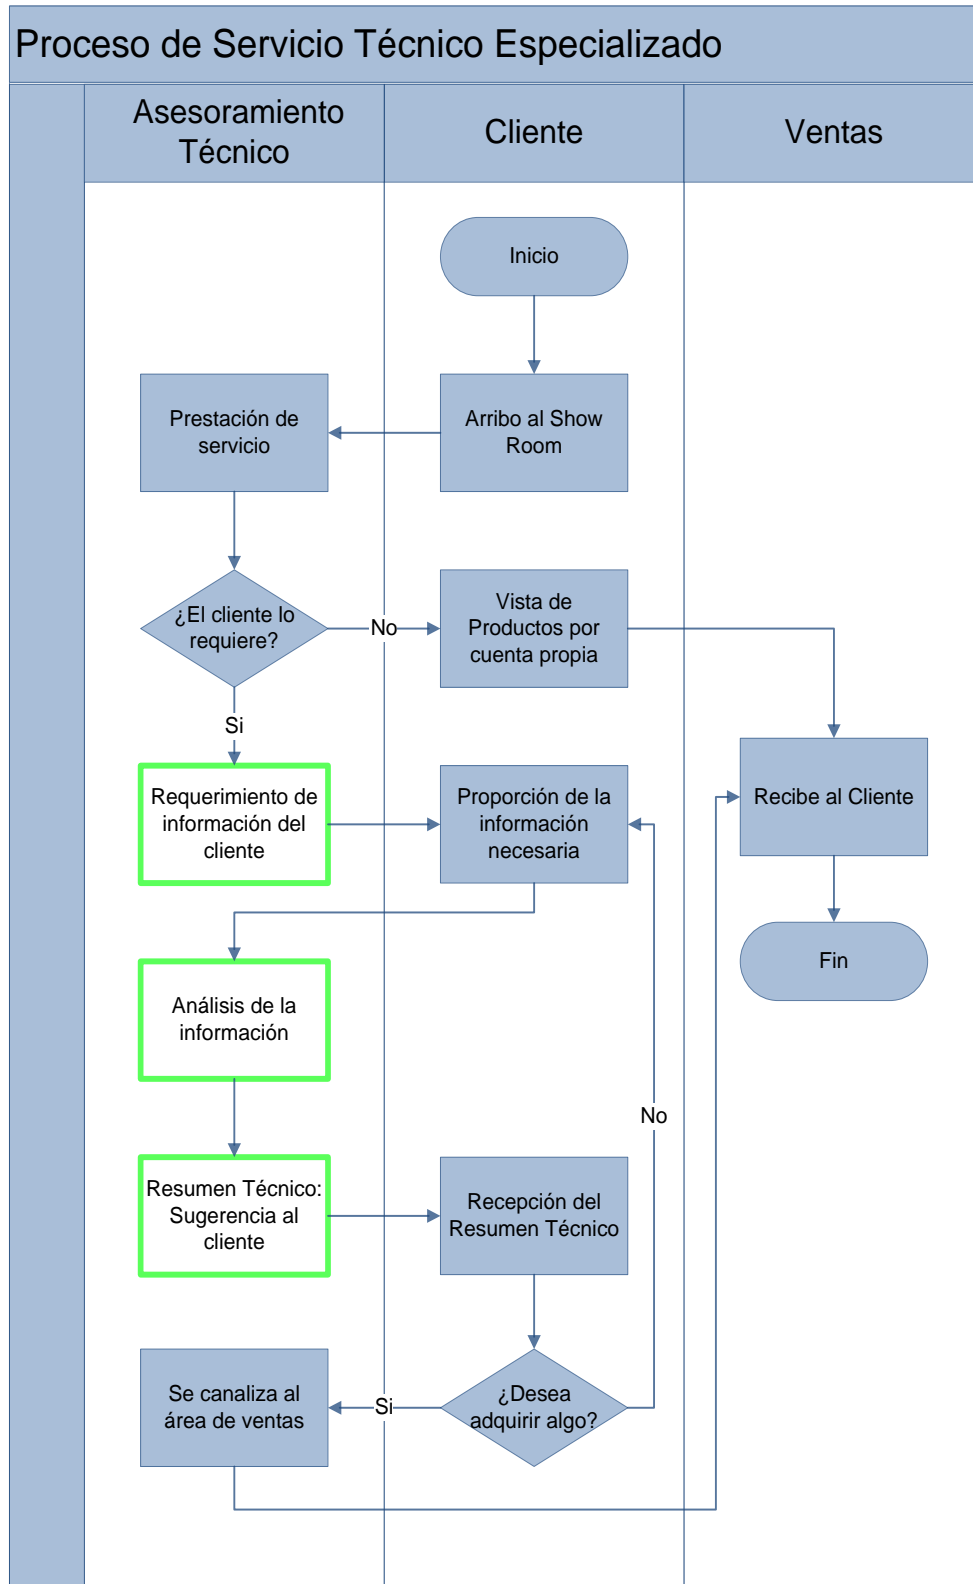 Proceso de Servicio Técnico Especializado
Asesoramiento
Técnico
Cliente
Ventas
Inicio
Prestación de
servicio
Arribo al Show
Room
¿El cliente lo
requiere?
No
Vista de
Productos por
cuenta propia
Si
Requerimiento de
información del
cliente
Proporción de la
información
necesaria
Recibe al Cliente
Análisis de la
información
Fin
No
Resumen Técnico:
Sugerencia al
cliente
Recepción del
Resumen Técnico
Se canaliza al
área de ventas
Si
¿Desea
adquirir algo?